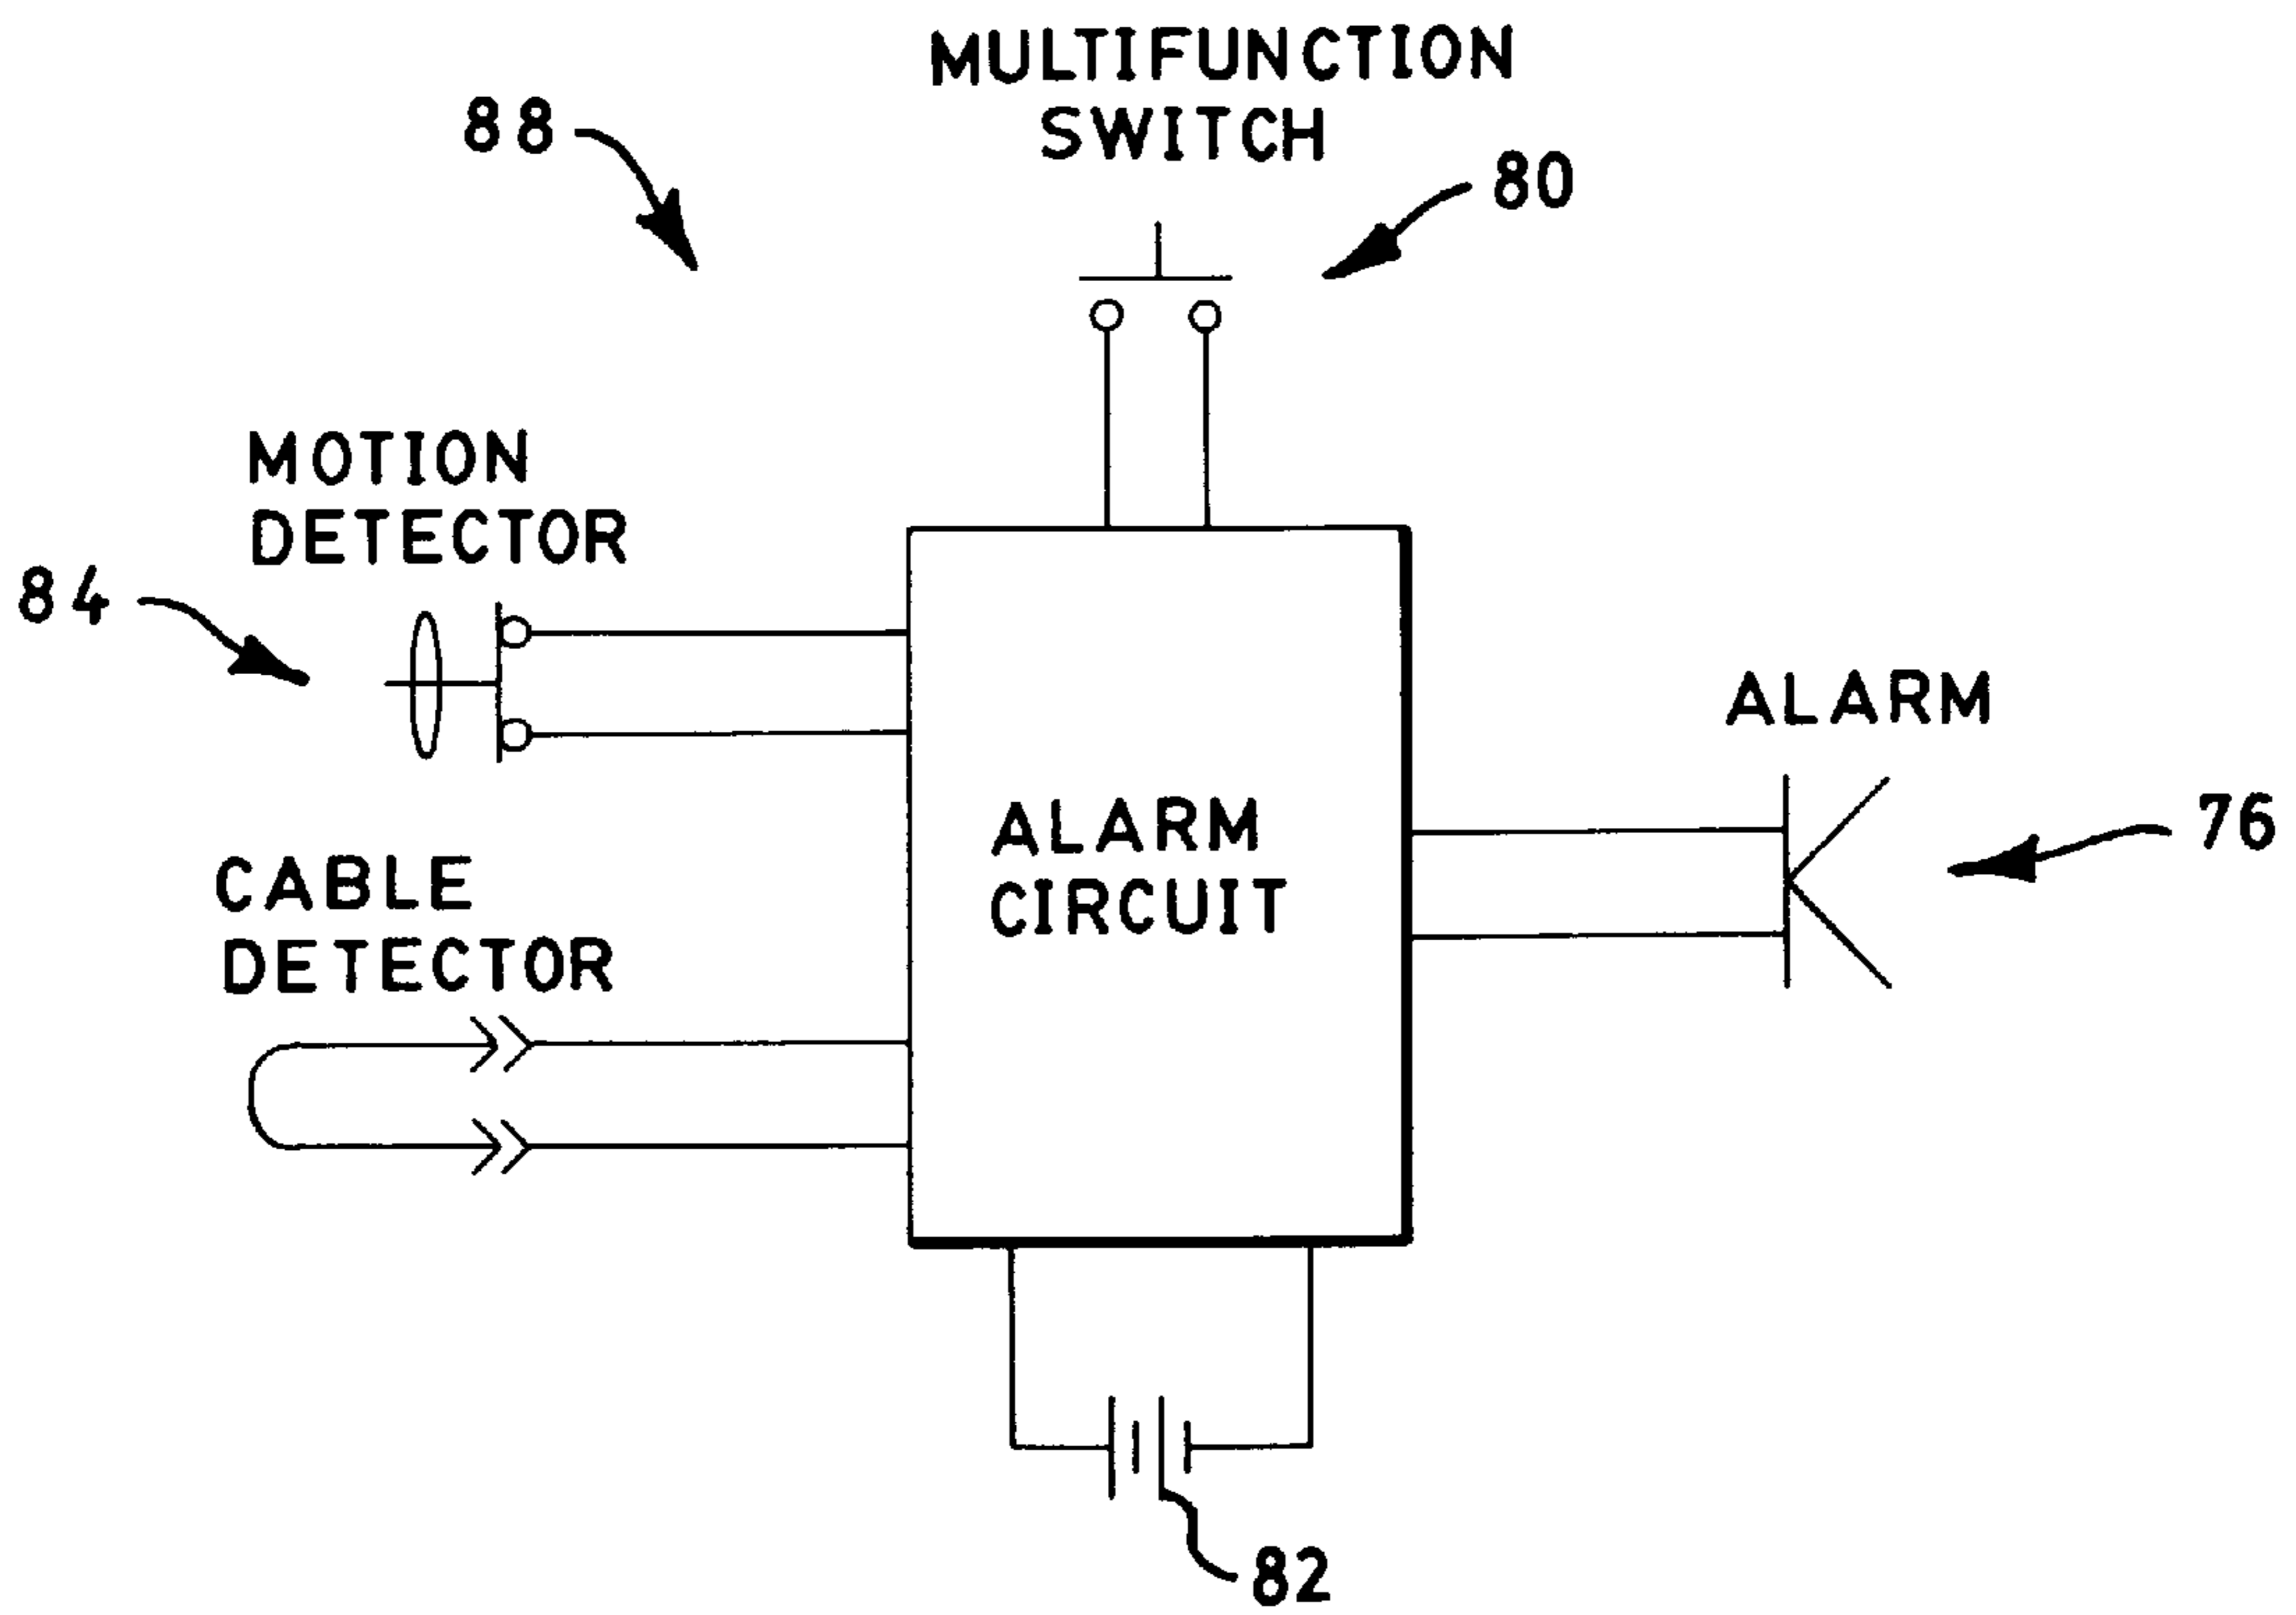 MULTIFUNCTION
SWITCH
88
80
MOTION
DETECTOR
84
ALARM
76
ALARM
CIRCUIT
CABLE
DETECTOR
82